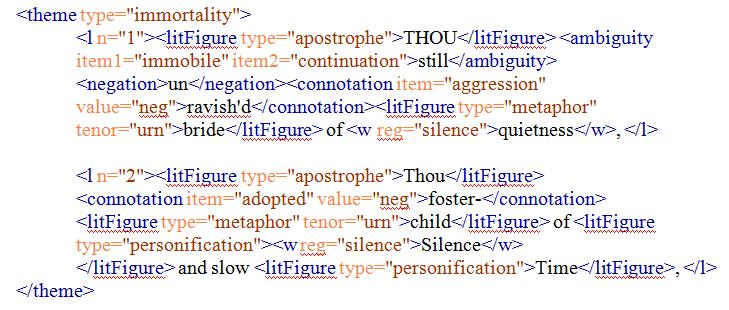 <theme type="immortality">
<l n="1"><litFigure type="apostrophe">THOU</litFigure><ambiguity
item1="immobile" item2="continuation">still</ambiguity>
<negation>un</negation><connotation item="aggression"
value="neg">ravish'd</connotation><litFigure type="metaphor"
tenor="urn">bride</litFigure> of <w reg="silence">quietness</w>, </l>
<l n="2"><litFigure type="apostrophe">Thou</litFigure>
<connotation item="adopted" value="neg">foster-</connotation>
<litFigure type="metaphor" tenor="urn">child</litFigure> of <litFigure
type="personification"><w reg="silence">Silence</w>
</litFigure> and slow <litFigure type="personification">Time</litFigure>, </l>
</theme>